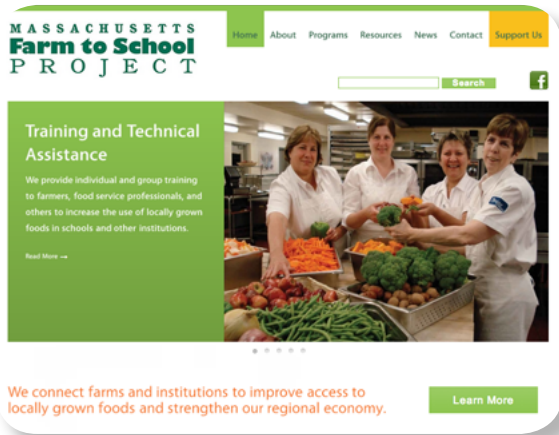 MASSACHUSETTS
Farm to School
PROJECT
Home About Programs Resources News Contact Support Us
Search
f
Training and Technical
Assistance
We provide individual and group training
to farmers, food service professionals, and
others to increase the use of locally grown
foods in schools and other institutions.
Read More →
We connect farms and institutions to improve access to
locally grown foods and strengthen our regional economy.
Learn More